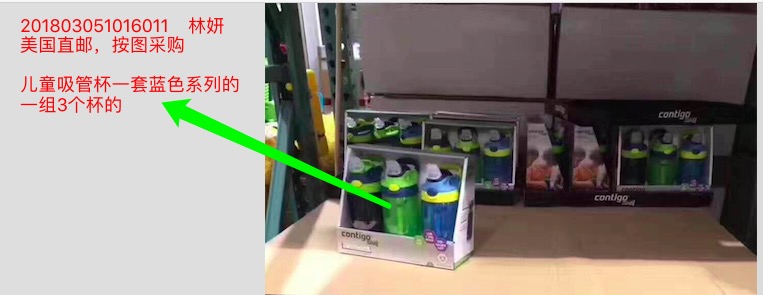 201803051016011 林妍
美国直邮，按图采购
儿童吸管杯一套蓝色系列的
一组3个杯的
contigo
contigo
contigo